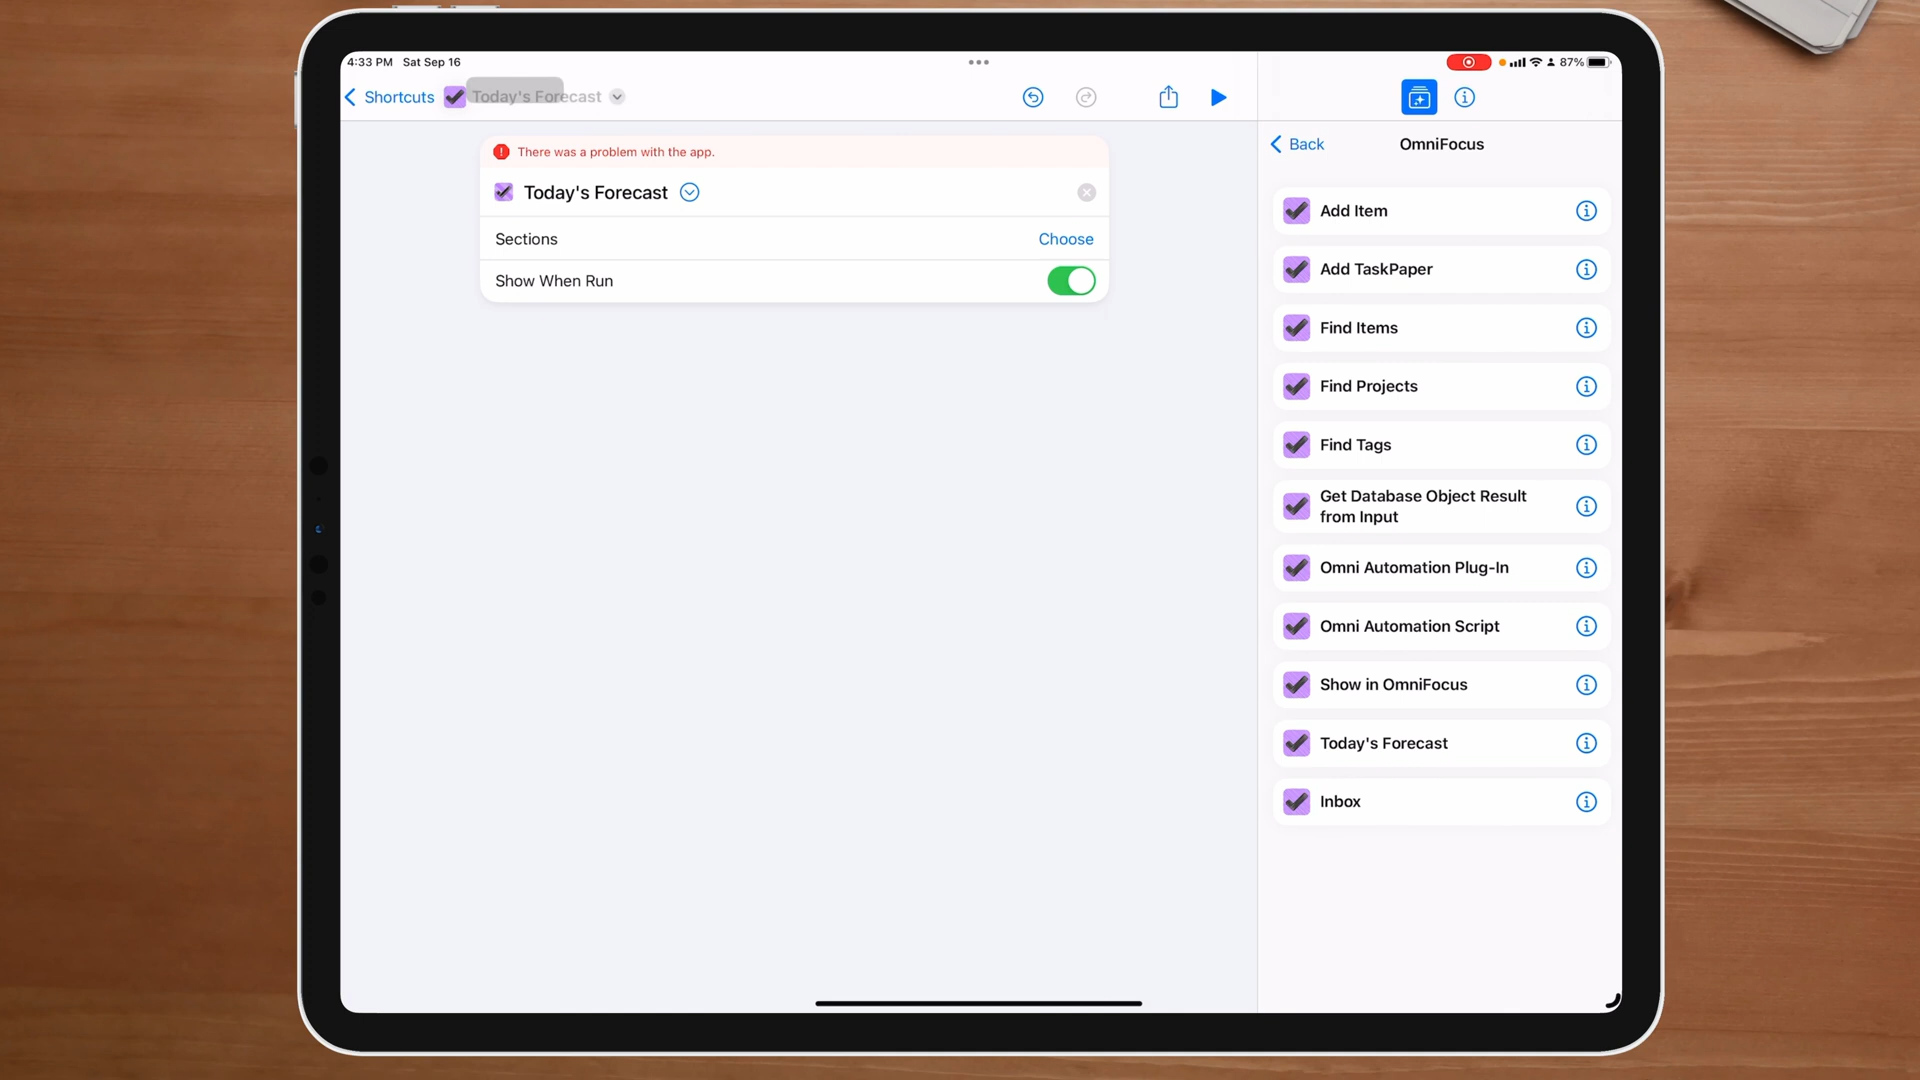 4:33 PM Sat Sep 16
87%
Shortcuts
Today's Forecast
There was a problem with the app.
Today's Forecast
Sections
Choose
Show When Run
Back
OmniFocus
Add Item
Add TaskPaper
Find Items
Find Projects
Find Tags
Get Database Object Result
from Input
Omni Automation Plug-In
Omni Automation Script
Show in OmniFocus
Today's Forecast
Inbox